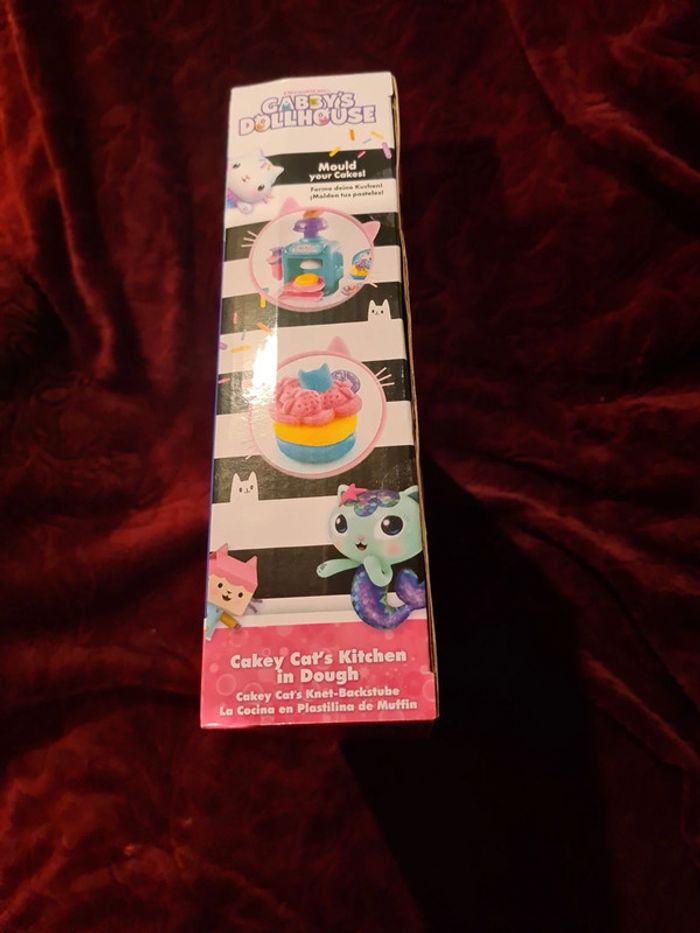 GABBY'S
DOLLHOUSE
Mould
your Cakes!
Forme deine Kuchen!
¡Moldea tus pasteles!
Cakey Cat's Kitchen
in Dough
Cakey Cat's Knet-Backstube
La Cocina en Plastilina de Muffin